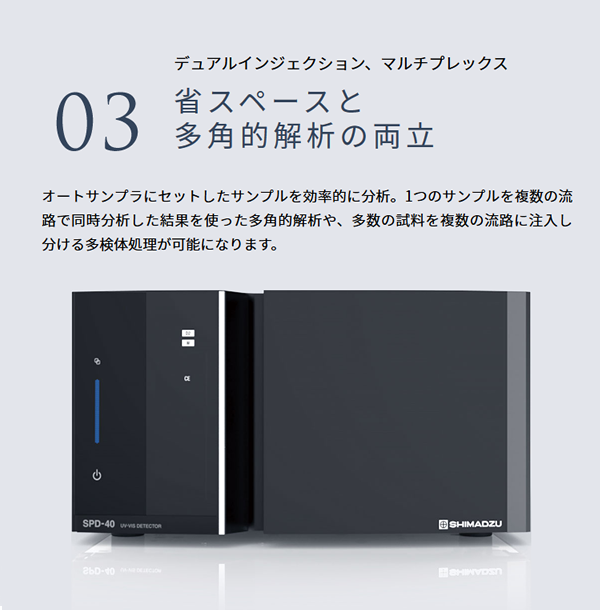 デュアルインジェクション、マルチプレックス
03
省スペースと
多角的解析の両立
オートサンプラにセットしたサンプルを効率的に分析。1つのサンプルを複数の流
路で同時分析した結果を使った多角的解析や、多数の試料を複数の流路に注入し
分ける多検体処理が可能になります。
SPD-40 UV-VIS DETECTOR
SHIMADZU